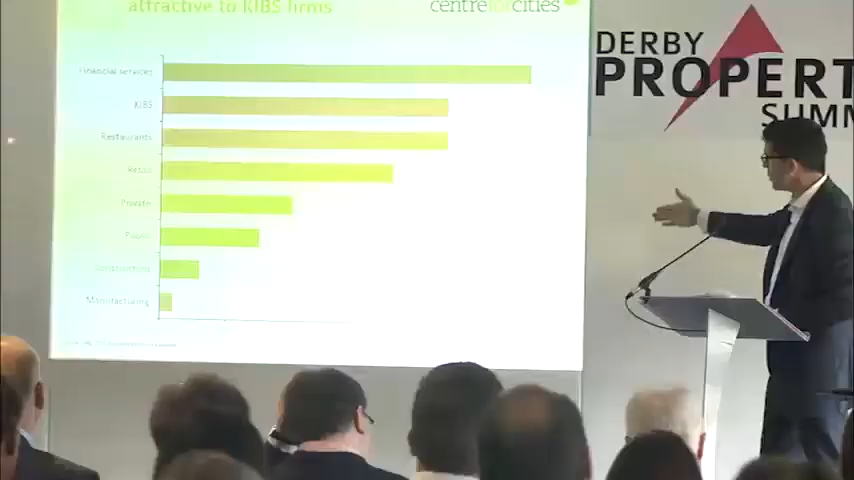 attractive to KIBS firms
centreforcities
DERBY
PROPERT
SUMM
Financial services
KIBS
Restaurants
Retail
Private
Public
Construction
Manufacturing